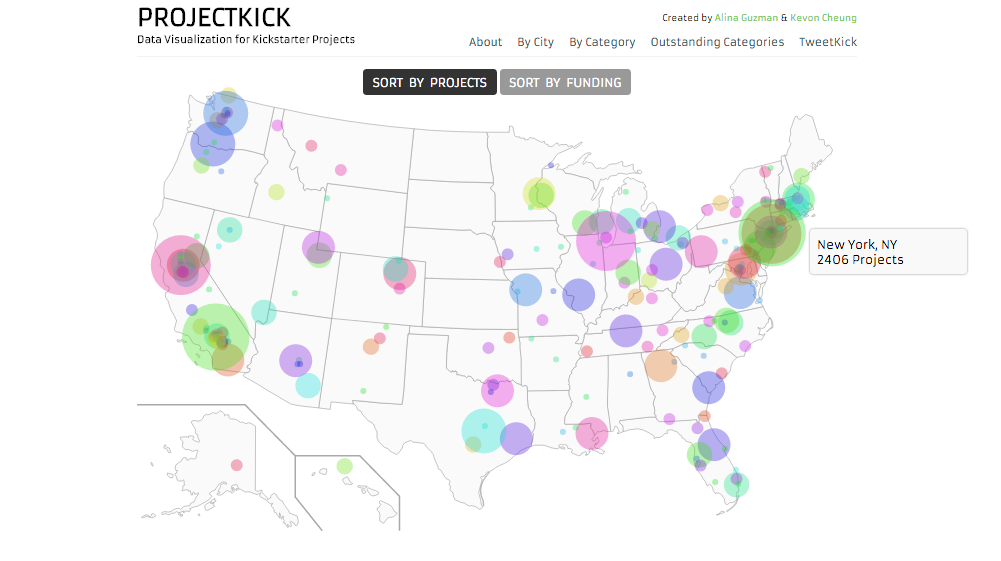 PROJECTKICK
Data Visualization for Kickstarter Projects
Created by Alina Guzman & Kevon Cheung
About By City By Category Outstanding Categories TweetKick
SORT BY PROJECTS SORT BY FUNDING
New York, NY
2406 Projects